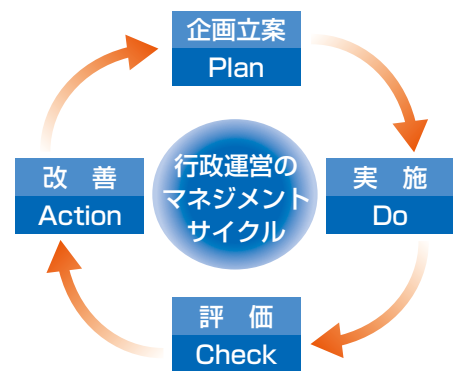 企画立案
Plan
実　施
Do
評　価
Check
改　善
Action
行政運営の
マネジメント
サイクル